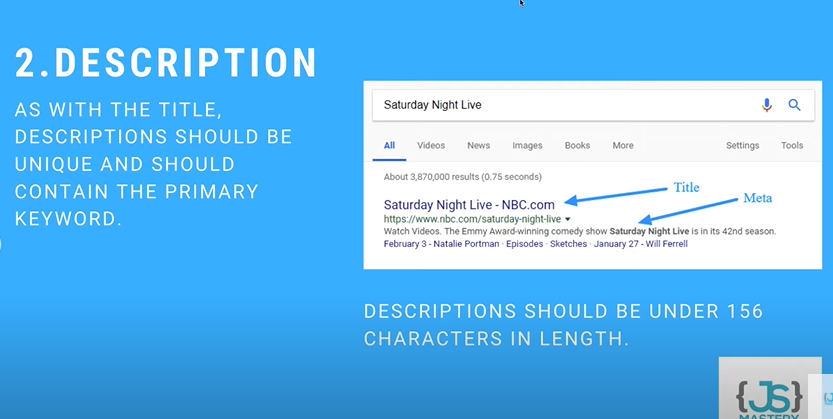 2.DESCRIPTION
AS WITH THE TITLE,
DESCRIPTIONS SHOULD BE
UNIQUE AND SHOULD
CONTAIN THE PRIMARY
KEYWORD.
Saturday Night Live
All Videos News Images Books More Settings Tools
About 3,870,000 results (0.75 seconds)
Saturday Night Live - NBC.com
Title
https://www.nbc.com/saturday-night-live
Meta
Watch Videos. The Emmy Award-winning comedy show Saturday Night Live is in its 42nd season.
February 3 - Natalie Portman · Episodes · Sketches · January 27 - Will Ferrell
DESCRIPTIONS SHOULD BE UNDER 156
CHARACTERS IN LENGTH.
{JS}
MASTERY